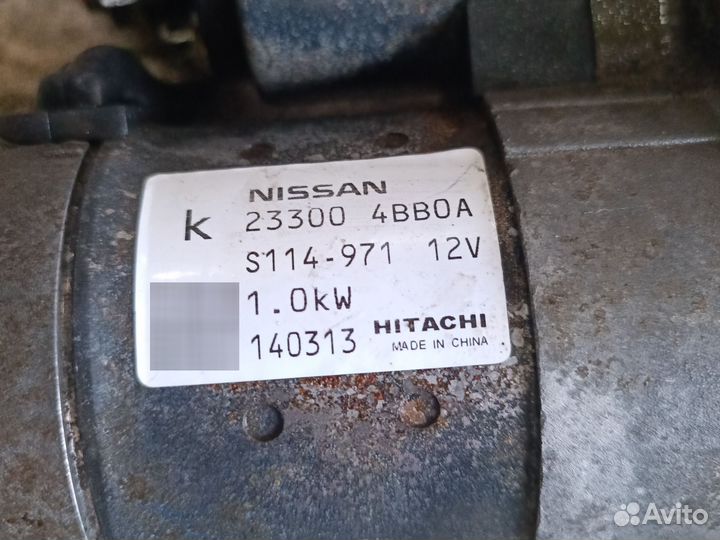 NISSAN
K 23300 4BB0A
S114-971 12V
1.0kW
140313 HITACHI
MADE IN CHINA
Avito